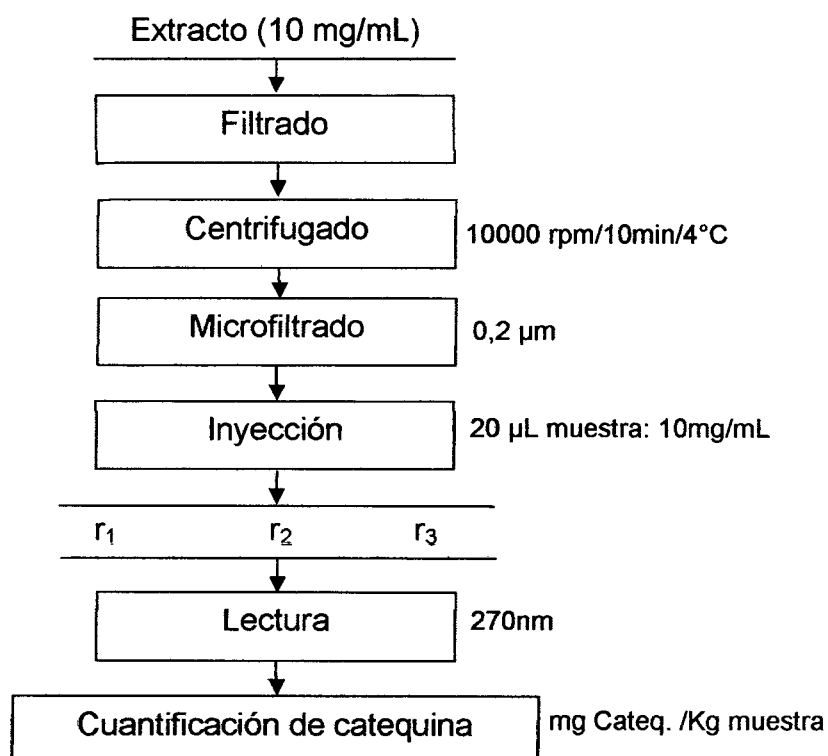 Extracto (10 mg/mL)
Filtrado
Centrifugado 10000 rpm/10min/4°C
Microfiltrado 0,2 µm
Inyección 20 µL muestra: 10mg/mL
r₁ r₂ r₃
Lectura 270nm
Cuantificación de catequina mg Cateq. /Kg muestra